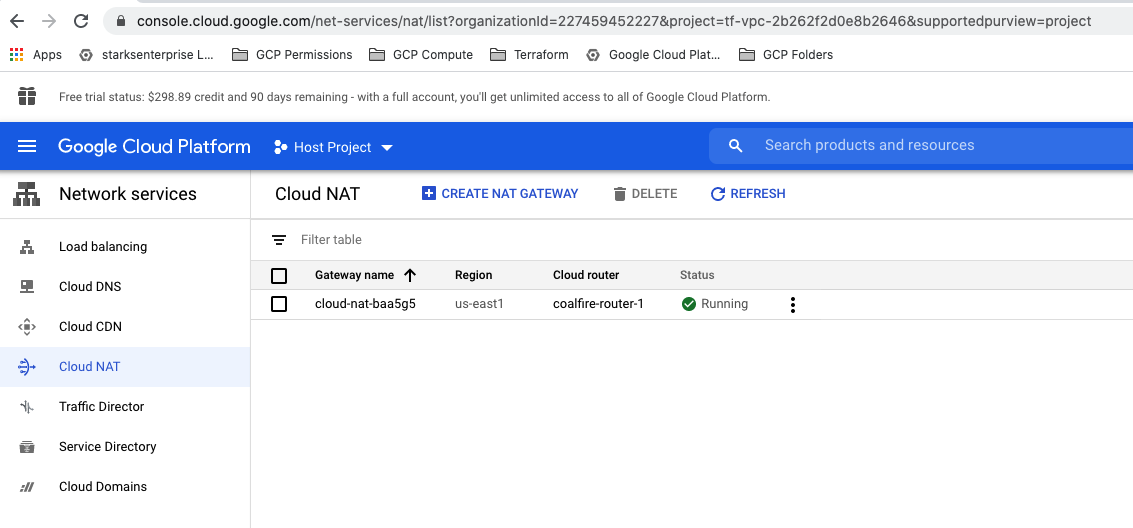 console.cloud.google.com/net-services/nat/list?organizationId=227459452227&project=tf-vpc-2b262f2d0e8b2646&supportedpurview=project
Apps starksenterprise L... GCP Permissions GCP Compute Terraform Google Cloud Plat... GCP Folders
Free trial status: $298.89 credit and 90 days remaining - with a full account, you'll get unlimited access to all of Google Cloud Platform.
Google Cloud Platform Host Project Search products and resources
Network services
Cloud NAT CREATE NAT GATEWAY DELETE REFRESH
Load balancing
Cloud DNS
Cloud CDN
Cloud NAT
Traffic Director
Service Directory
Cloud Domains
Filter table
Gateway name Region Cloud router Status
cloud-nat-baa5g5 us-east1 coalfire-router-1 Running